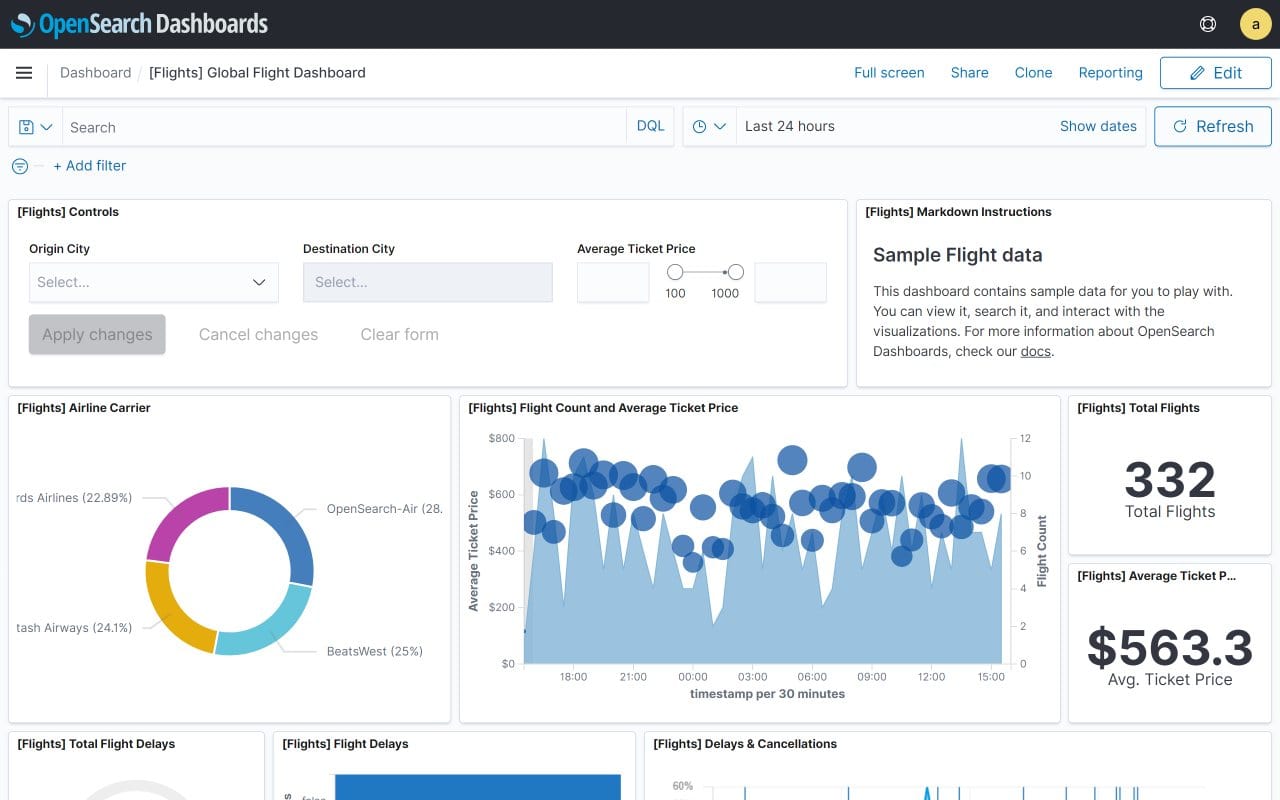 OpenSearch Dashboards
a
Dashboard / [Flights] Global Flight Dashboard
Full screen Share Clone Reporting Edit
Search DQL Last 24 hours Show dates Refresh
+ Add filter
[Flights] Controls
Origin City Destination City Average Ticket Price
Select... Select...
100 1000
Apply changes Cancel changes Clear form
[Flights] Markdown Instructions
Sample Flight data
This dashboard contains sample data for you to play with.
You can view it, search it, and interact with the
visualizations. For more information about OpenSearch
Dashboards, check our docs.
[Flights] Airline Carrier
rds Airlines (22.89%)
OpenSearch-Air (28.
tash Airways (24.1%)
BeatsWest (25%)
[Flights] Flight Count and Average Ticket Price
Average Ticket Price
$800
$600
$400
$200
$0
12
10
8
6
4
2
0
Flight Count
18:00 21:00 00:00 03:00 06:00 09:00 12:00 15:00
timestamp per 30 minutes
[Flights] Total Flights
332
Total Flights
[Flights] Average Ticket P...
$563.3
Avg. Ticket Price
[Flights] Total Flight Delays
[Flights] Flight Delays
[Flights] Delays & Cancellations
60%